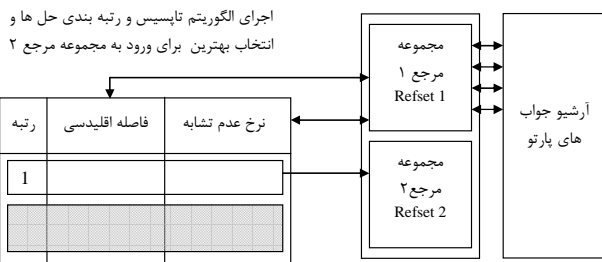 اجرای الگوریتم تاپسیس و رتبه بندی حل ها و
انتخاب بهترین برای ورود به مجموعه مرجع ۲
مجموعه
مرجع ۱
Refset 1
آرشیو جواب
های پارتو
رتبه
فاصله اقلیدسی
نرخ عدم تشابه
1
مجموعه
مرجع۲
Refset 2